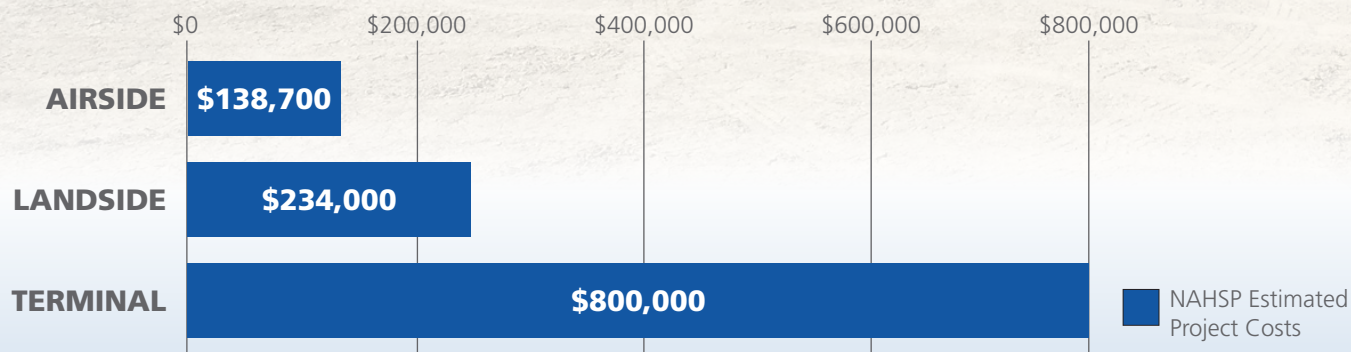 $0 $200,000 $400,000 $600,000 $800,000
AIRSIDE $138,700
LANDSIDE $234,000
TERMINAL $800,000
NAHSP Estimated
Project Costs